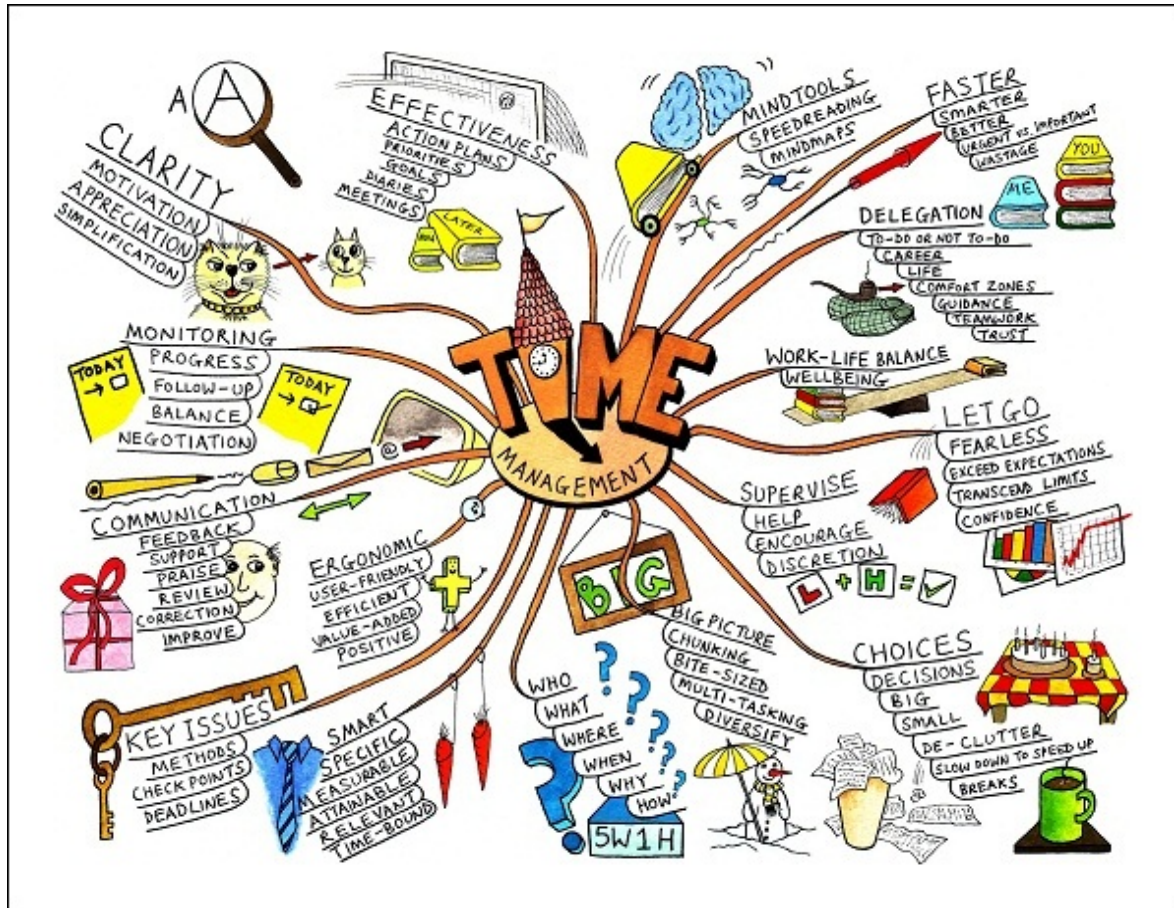 TIME
MANAGEMENT
A A
CLARITY
MOTIVATION
APPRECIATION
SIMPLIFICATION
EFFECTIVENESS
ACTION PLANS
PRIORITIES
GOALS
DIARIES
MEETINGS
@
LATER
MINDTOOLS
SPEEDREADING
MINDMAPS
FASTER
SMARTER
BETTER
URGENT VS. IMPORTANT
WASTAGE
YOU
ME
DELEGATION
TO-DO OR NOT TO-DO
CAREER
LIFE
COMFORT ZONES
GUIDANCE
TEAMWORK
TRUST
WORK-LIFE BALANCE
WELLBEING
LET GO
FEARLESS
EXCEED EXPECTATIONS
TRANSCEND LIMITS
CONFIDENCE
SUPERVISE
HELP
ENCOURAGE
DISCRETION
L + H =
CHOICES
DECISIONS
BIG
SMALL
DE-CLUTTER
SLOW DOWN TO SPEED UP
BREAKS
@
BIG
BIG PICTURE
CHUNKING
BITE-SIZED
MULTI-TASKING
DIVERSIFY
WHO
WHAT
WHERE
WHEN
WHY
HOW
5W1H
SMART
SPECIFIC
MEASURABLE
ATTAINABLE
RELEVANT
TIME-BOUND
KEY ISSUES
METHODS
CHECKPOINTS
DEADLINES
ERGONOMIC
USER-FRIENDLY
EFFICIENT
VALUE-ADDED
POSITIVE
COMMUNICATION
FEEDBACK
SUPPORT
PRAISE
REVIEW
CORRECTION
IMPROVE
@
MONITORING
PROGRESS
FOLLOW-UP
BALANCE
NEGOTIATION
TODAY
TODAY